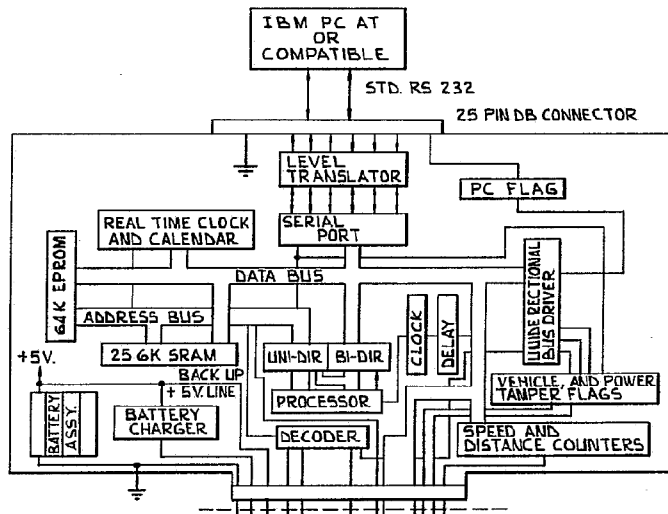 IBM PC AT
OR
COMPATIBLE
STD. RS 232
25 PIN DB CONNECTOR
LEVEL
TRANSLATOR
PC FLAG
REAL TIME CLOCK
AND CALENDAR
SERIAL
PORT
64K EPROM
DATA BUS
ADDRESS BUS
UNIDIRECTIONAL
BUS DRIVER
CLOCK
DELAY
+5V.
256K SRAM
UNI-DIR
BI-DIR
BACK UP
+ 5V. LINE
PROCESSOR
VEHICLE, AND POWER
TAMPER FLAGS
BATTERY
ASSY.
BATTERY
CHARGER
DECODER
SPEED AND
DISTANCE COUNTERS